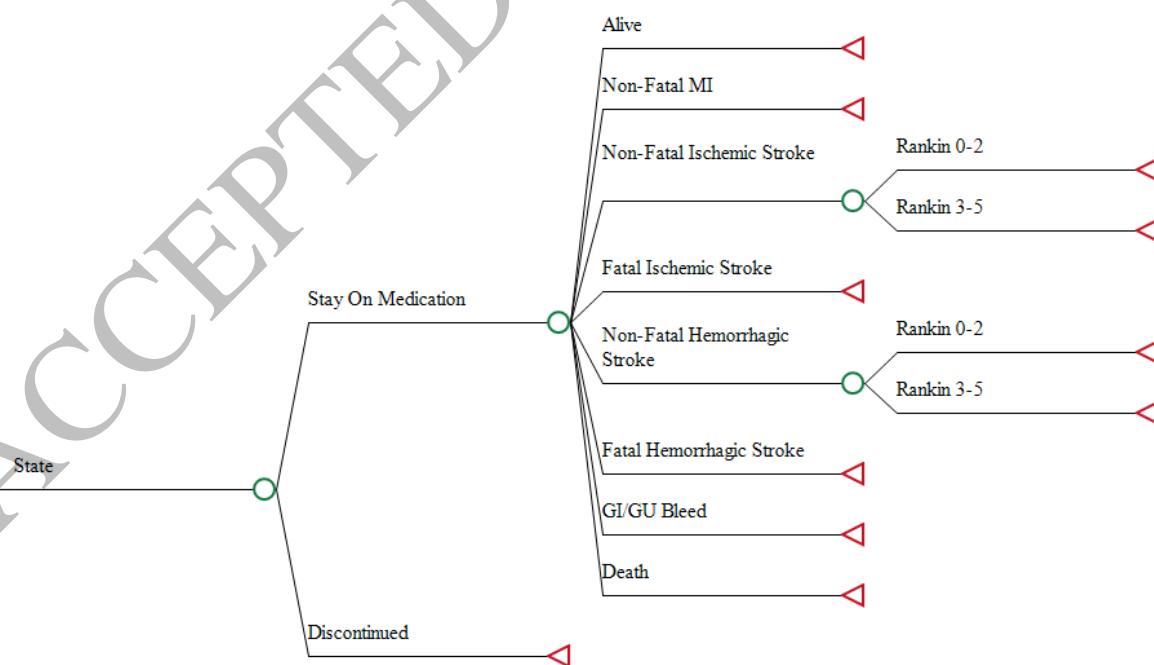 Alive
Non-Fatal MI
Non-Fatal Ischemic Stroke
Rankin 0-2
Rankin 3-5
Fatal Ischemic Stroke
Stay On Medication
Non-Fatal Hemorrhagic
Stroke
Rankin 0-2
Rankin 3-5
Fatal Hemorrhagic Stroke
State
GI/GU Bleed
Death
Discontinued
ACCEPTED